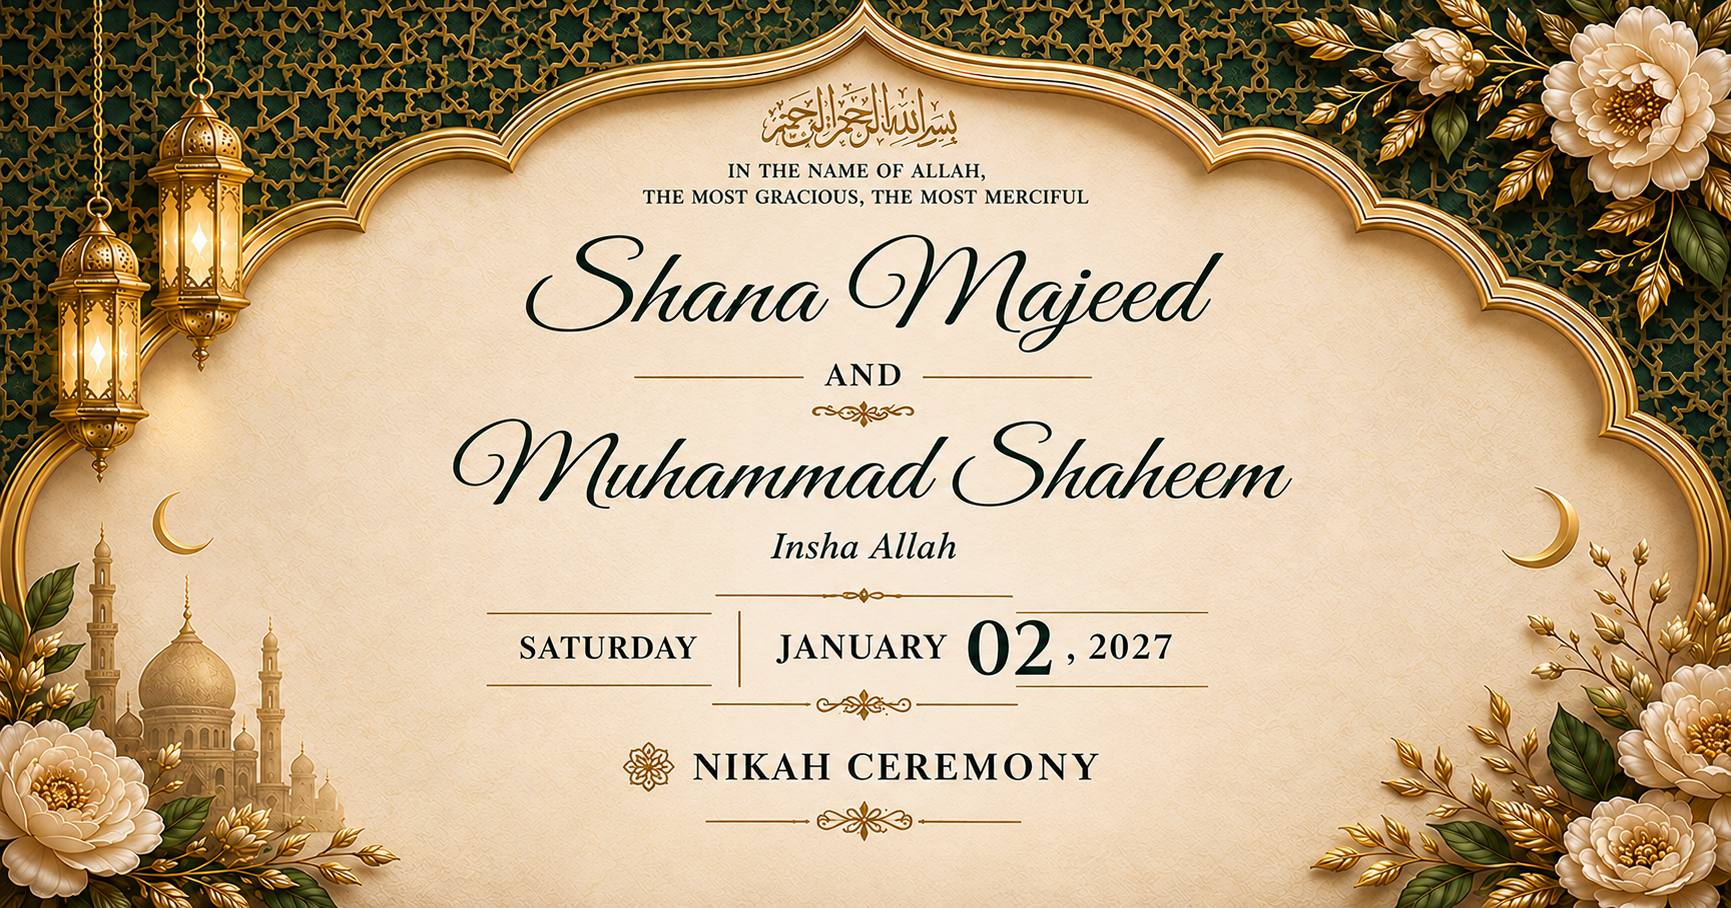 بسم الله الرحمن الرحيم
IN THE NAME OF ALLAH,
THE MOST GRACIOUS, THE MOST MERCIFUL
Shana Majeed
AND
Muhammad Shaheem
Insha Allah
SATURDAY JANUARY 02, 2027
NIKAH CEREMONY